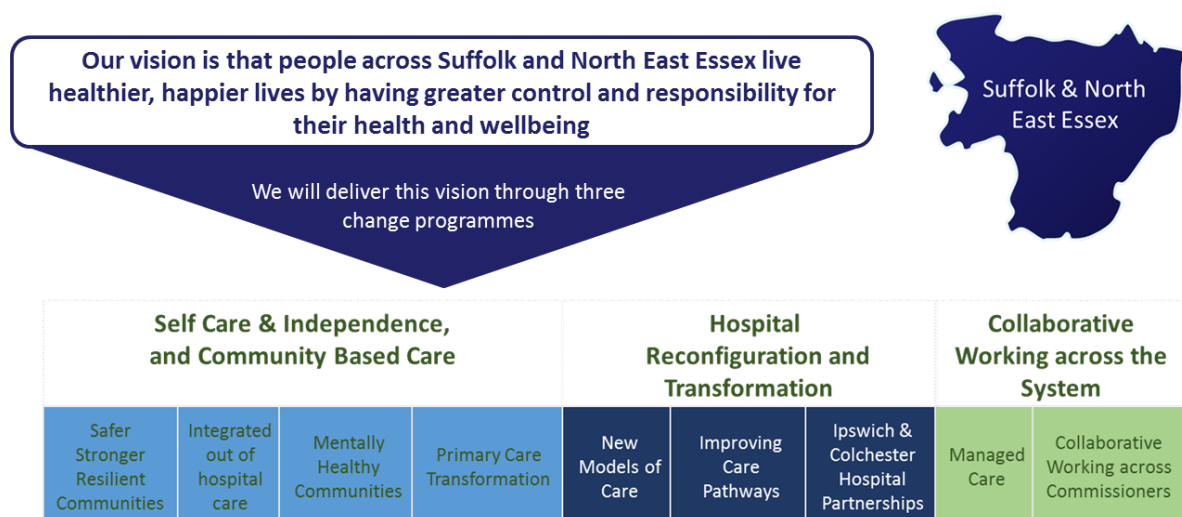 Our vision is that people across Suffolk and North East Essex live
healthier, happier lives by having greater control and responsibility for
their health and wellbeing
Suffolk & North
East Essex
We will deliver this vision through three
change programmes
Self Care & Independence,
and Community Based Care
Hospital
Reconfiguration and
Transformation
Collaborative
Working across the
System
Safer
Stronger
Resilient
Communities
Integrated
out of
hospital
care
Mentally
Healthy
Communities
Primary Care
Transformation
New
Models of
Care
Improving
Care
Pathways
Ipswich &
Colchester
Hospital
Partnerships
Managed
Care
Collaborative
Working across
Commissioners